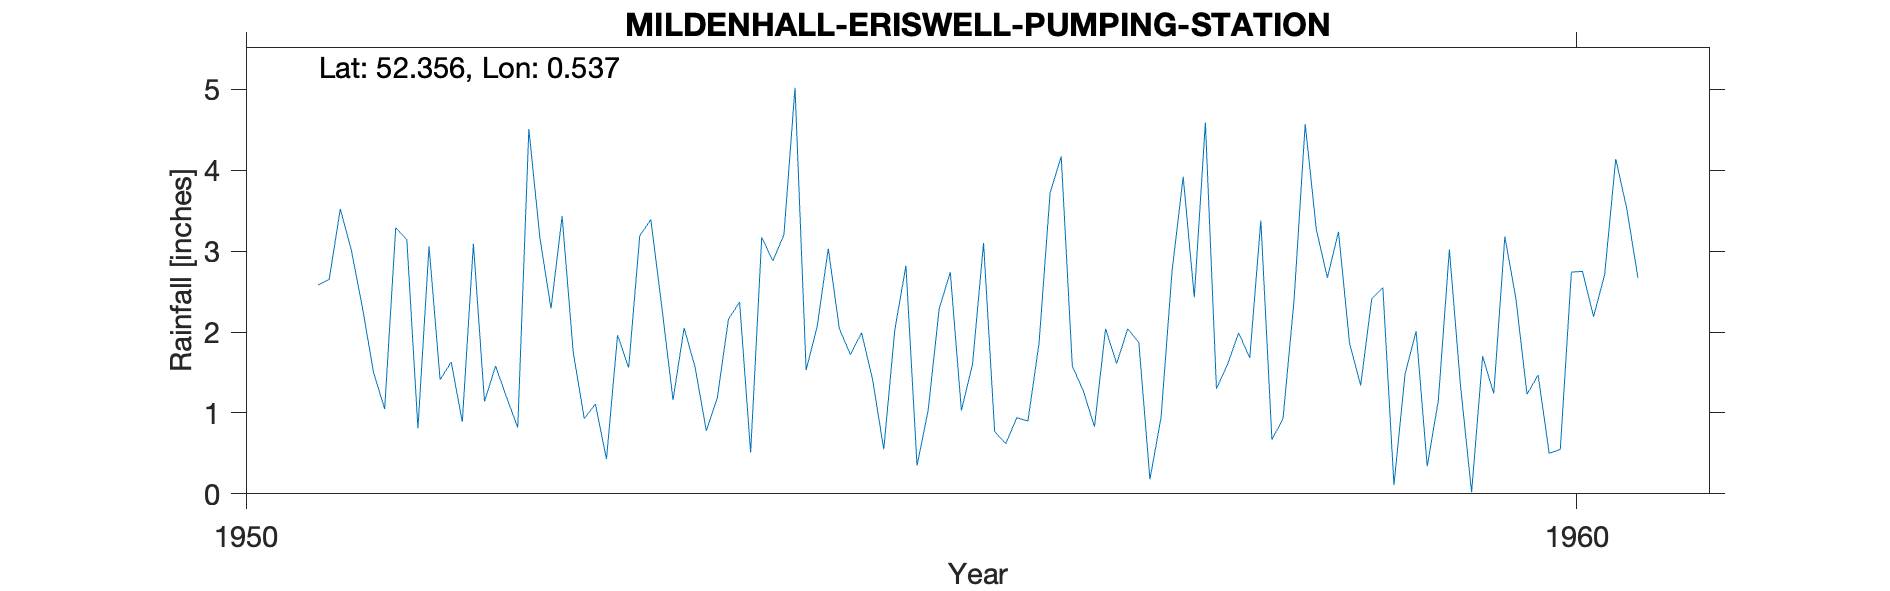 MILDENHALL-ERISWELL-PUMPING-STATION
Lat: 52.356, Lon: 0.537
5
4
3
2
1
0
Rainfall [inches]
1950
1960
Year